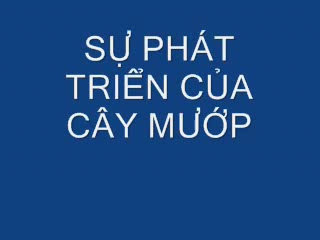 SỰ PHÁT
TRIỂN CỦA
CÂY MƯỚP